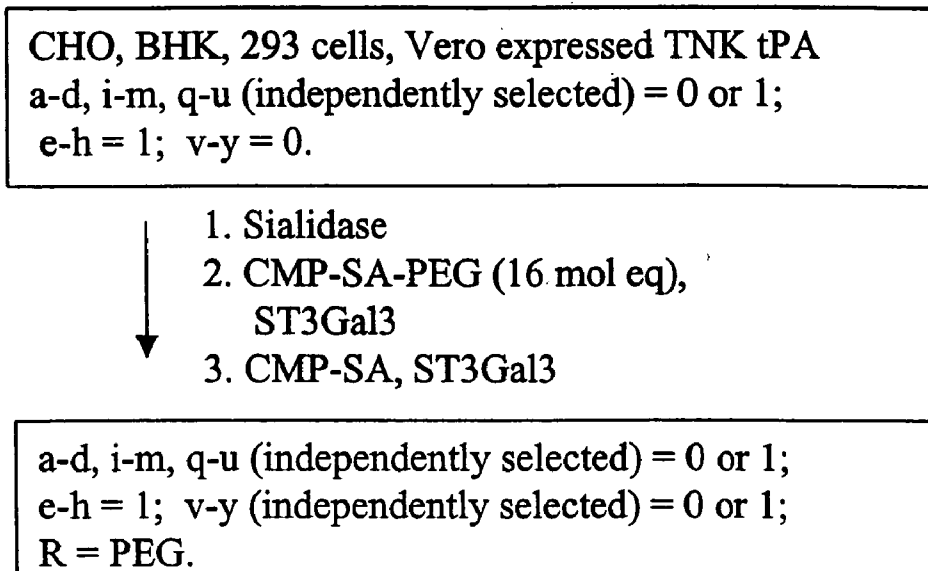 CHO, BHK, 293 cells, Vero expressed TNK tPA
a-d, i-m, q-u (independently selected) = 0 or 1;
e-h = 1; v-y = 0.
1. Sialidase
2. CMP-SA-PEG (16 mol eq),
ST3Gal3
3. CMP-SA, ST3Gal3
a-d, i-m, q-u (independently selected) = 0 or 1;
e-h = 1; v-y (independently selected) = 0 or 1;
R = PEG.